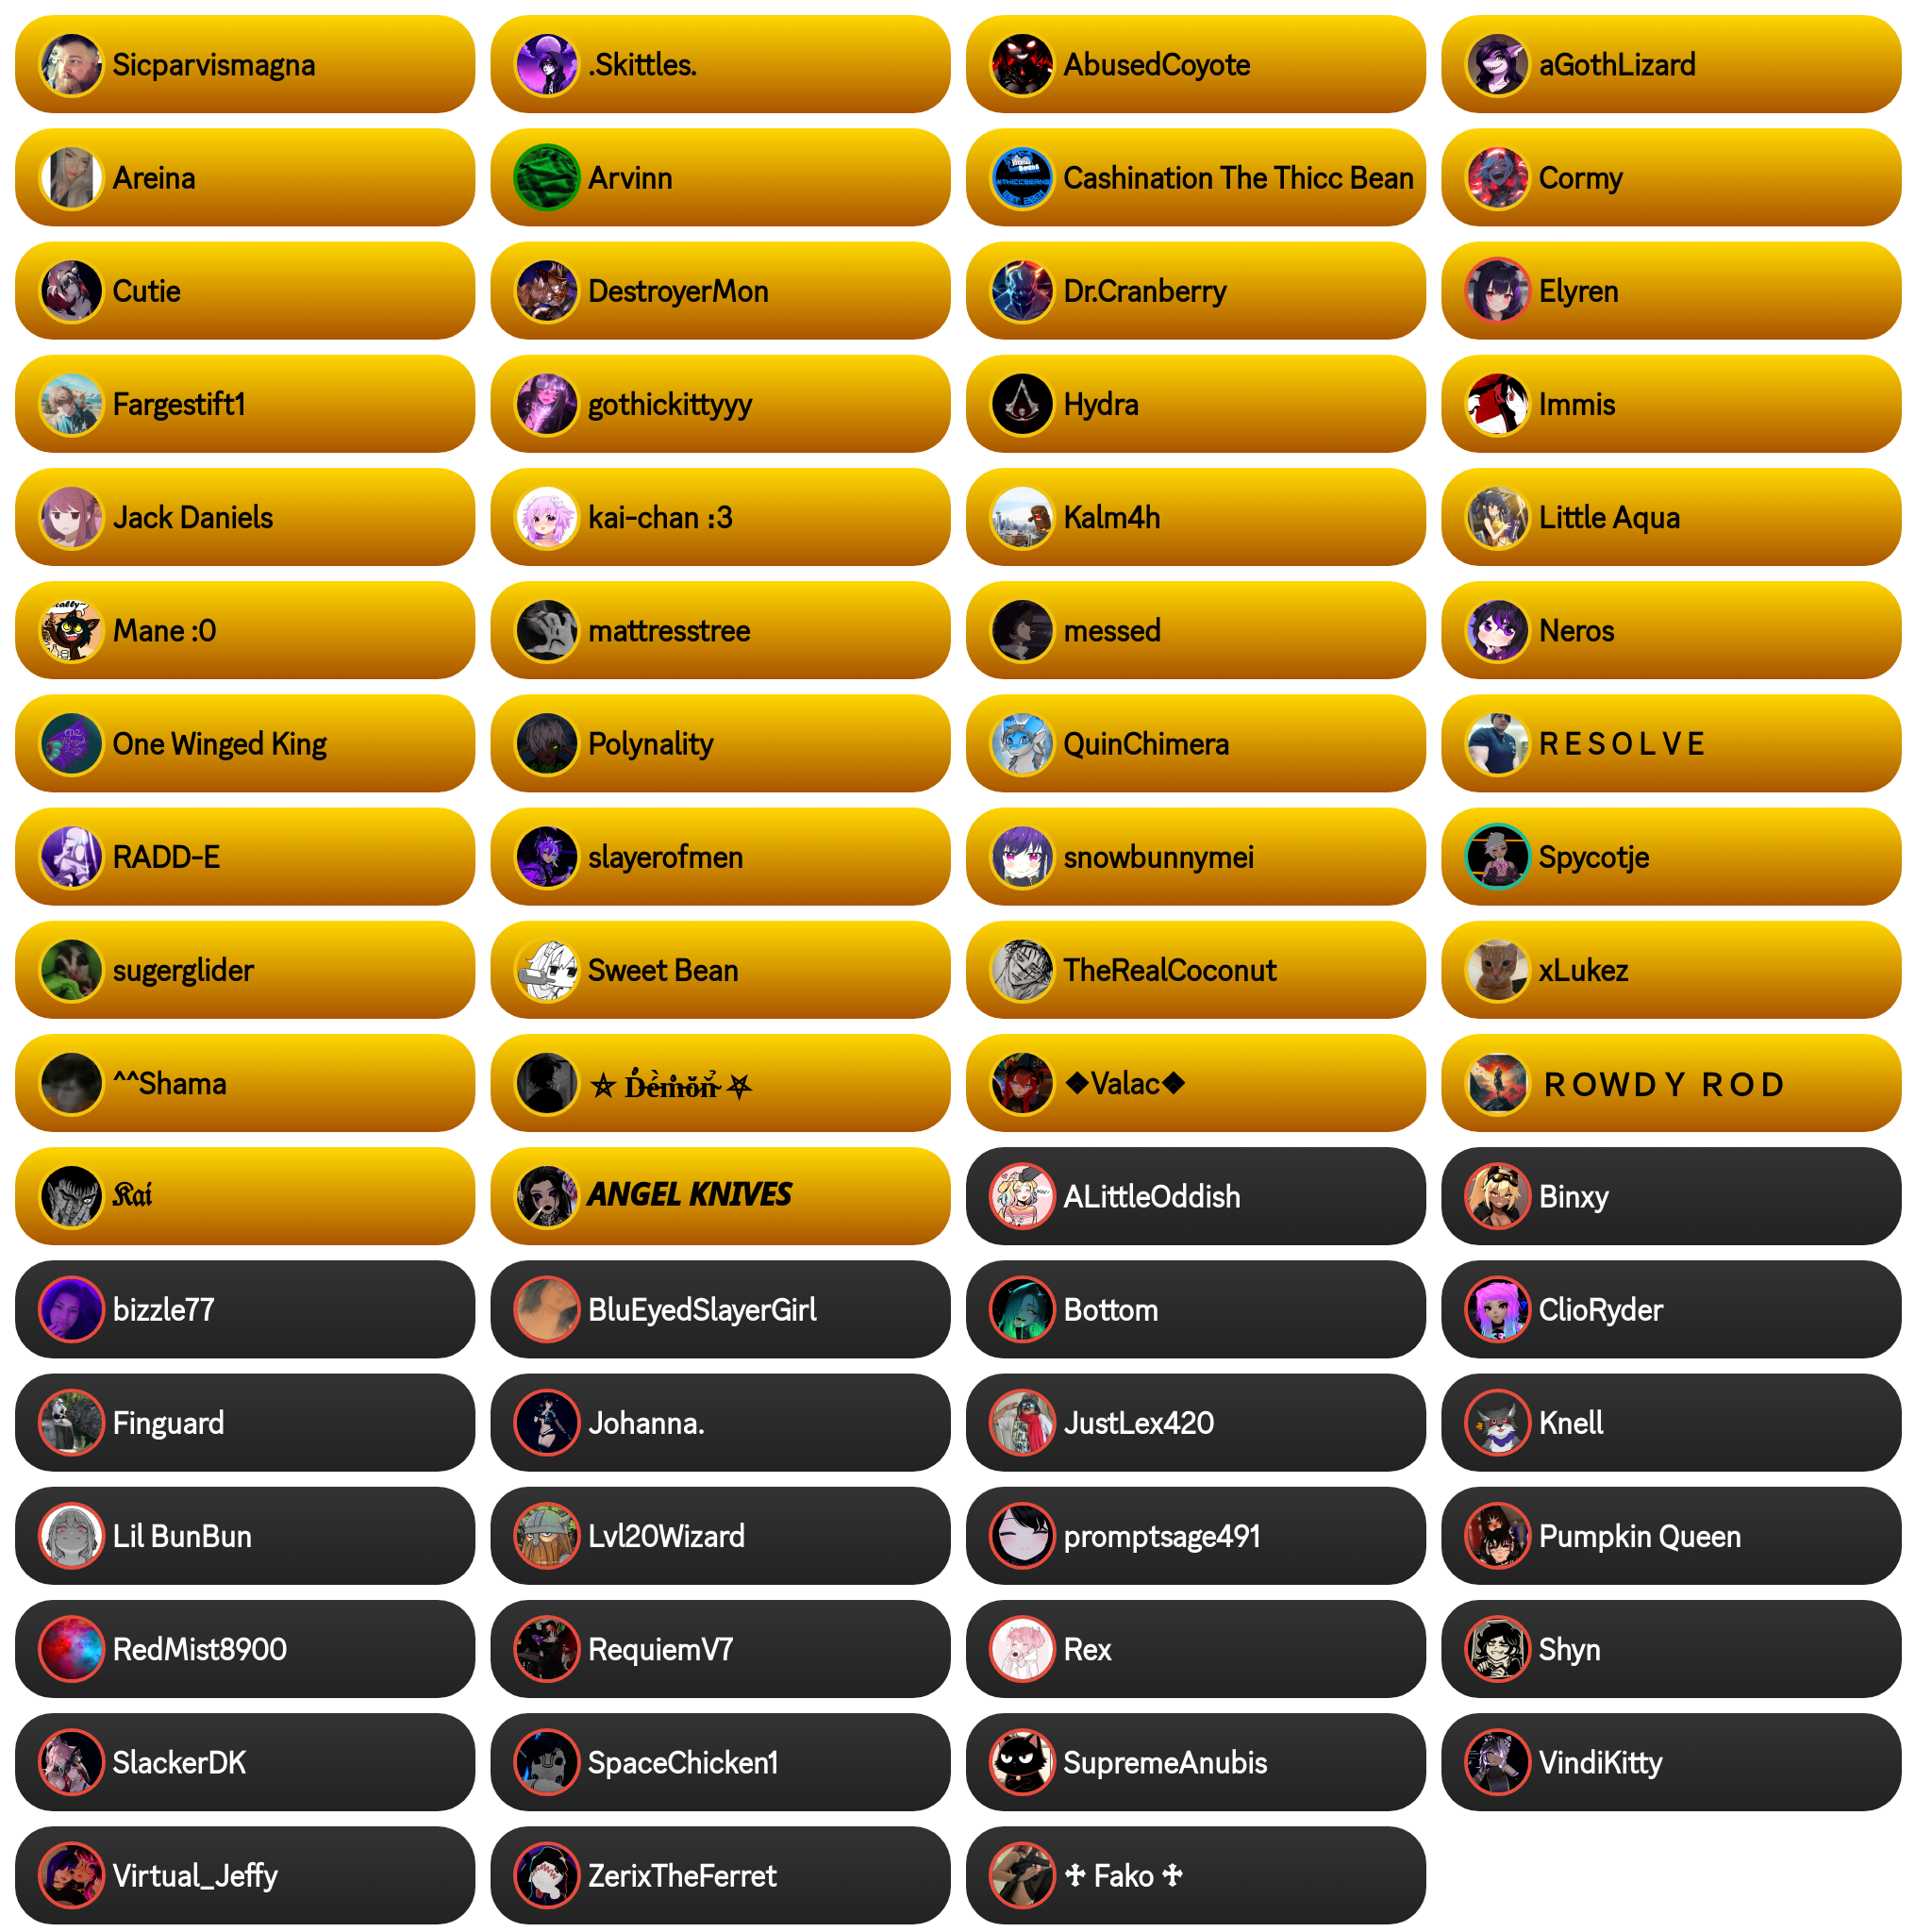 Sicparvismagna
.Skittles.
AbusedCoyote
aGothLizard
Areina
Arvinn
Cashination The Thicc Bean
Cormy
Cutie
DestroyerMon
Dr.Cranberry
Elyren
Fargestift1
gothickittyyy
Hydra
Immis
Jack Daniels
kai-chan :3
Kalm4h
Little Aqua
Mane :0
mattresstree
messed
Neros
One Winged King
Polynality
QuinChimera
R E S O L V E
RADD-E
slayerofmen
snowbunnymei
Spycotje
sugerglider
Sweet Bean
TheRealCoconut
xLukez
^^Shama
⛤ D̴̛è̴m̴̊ŏ̴n̴̉ ⛧
❖Valac❖
ＲＯＷＤＹ ＲＯＤ
𝕶𝖆𝖎
ANGEL KNIVES
ALittleOddish
Binxy
bizzle77
BluEyedSlayerGirl
Bottom
ClioRyder
Finguard
Johanna.
JustLex420
Knell
Lil BunBun
Lvl20Wizard
promptsage491
Pumpkin Queen
RedMist8900
RequiemV7
Rex
Shyn
SlackerDK
SpaceChicken1
SupremeAnubis
VindiKitty
Virtual_Jeffy
ZerixTheFerret
♱ Fako ♱